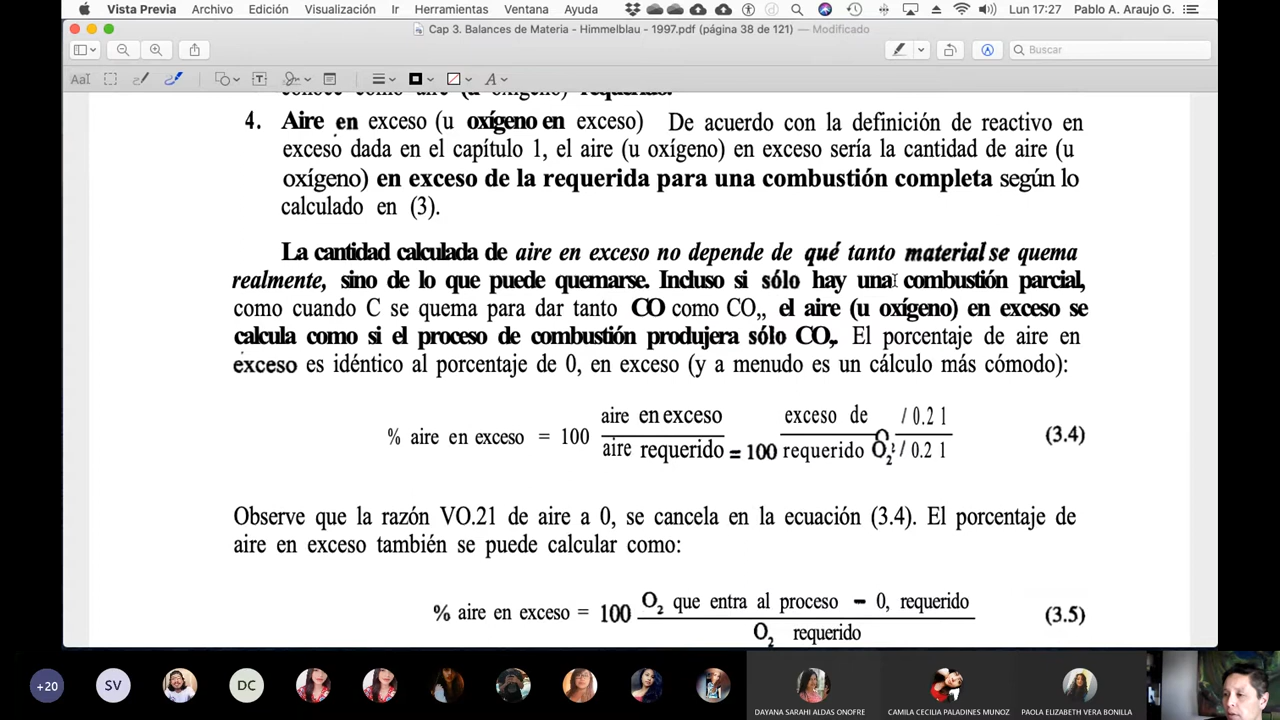 Vista Previa Archivo Edición Visualización Ir Herramientas Ventana Ayuda Lun 17:27 Pablo A. Araujo G.
Cap 3. Balances de Materia - Himmelblau - 1997.pdf (página 38 de 121) — Modificado
Buscar
conoce como aire (u oxígeno) requerido.
4. Aire en exceso (u oxígeno en exceso) De acuerdo con la definición de reactivo en
exceso dada en el capítulo 1, el aire (u oxígeno) en exceso sería la cantidad de aire (u
oxígeno) en exceso de la requerida para una combustión completa según lo
calculado en (3).
La cantidad calculada de aire en exceso no depende de qué tanto material se quema
realmente, sino de lo que puede quemarse. Incluso si sólo hay una combustión parcial,
como cuando C se quema para dar tanto CO como CO,, el aire (u oxígeno) en exceso se
calcula como si el proceso de combustión produjera sólo CO,. El porcentaje de aire en
exceso es idéntico al porcentaje de 0, en exceso (y a menudo es un cálculo más cómodo):
% aire en exceso = 100 aire en exceso / aire requerido = 100 exceso de O / 0.2 1 / requerido O₂ / 0.2 1 (3.4)
Observe que la razón VO.21 de aire a 0, se cancela en la ecuación (3.4). El porcentaje de
aire en exceso también se puede calcular como:
% aire en exceso = 100 O₂ que entra al proceso – 0, requerido / O₂ requerido (3.5)
+20 SV DC
DAYANA SARAHI ALDAS ONOFRE CAMILA CECILIA PALADINES MUNOZ PAOLA ELIZABETH VERA BONILLA